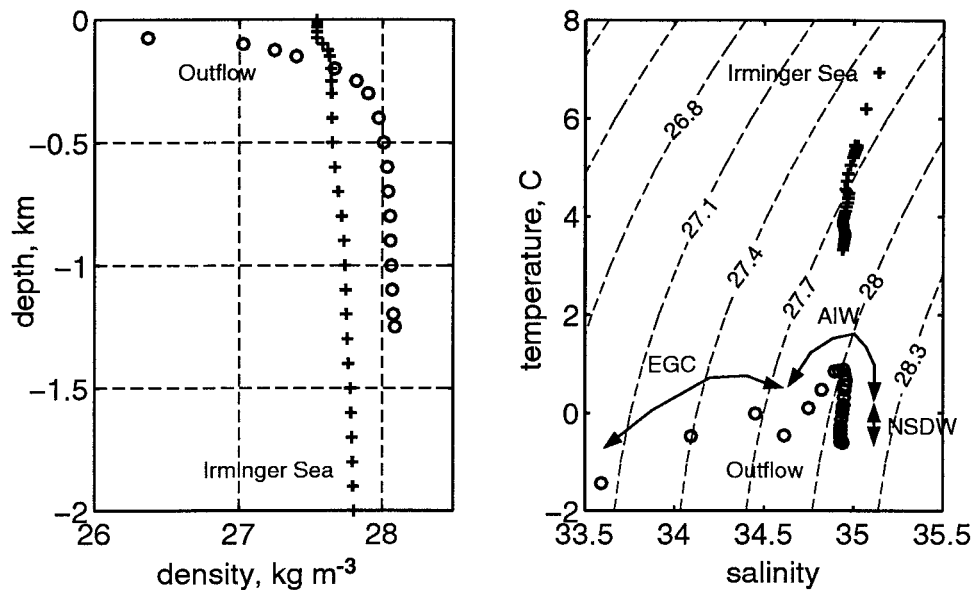 0
−0.5
−1
−1.5
−2
depth, km
Outflow
Irminger Sea
26
27
28
density, kg m-3
8
6
4
2
0
−2
temperature, C
Irminger Sea
26.8
27.1
27.4
27.7
28
28.3
AIW
EGC
NSDW
Outflow
33.5
34
34.5
35
35.5
salinity